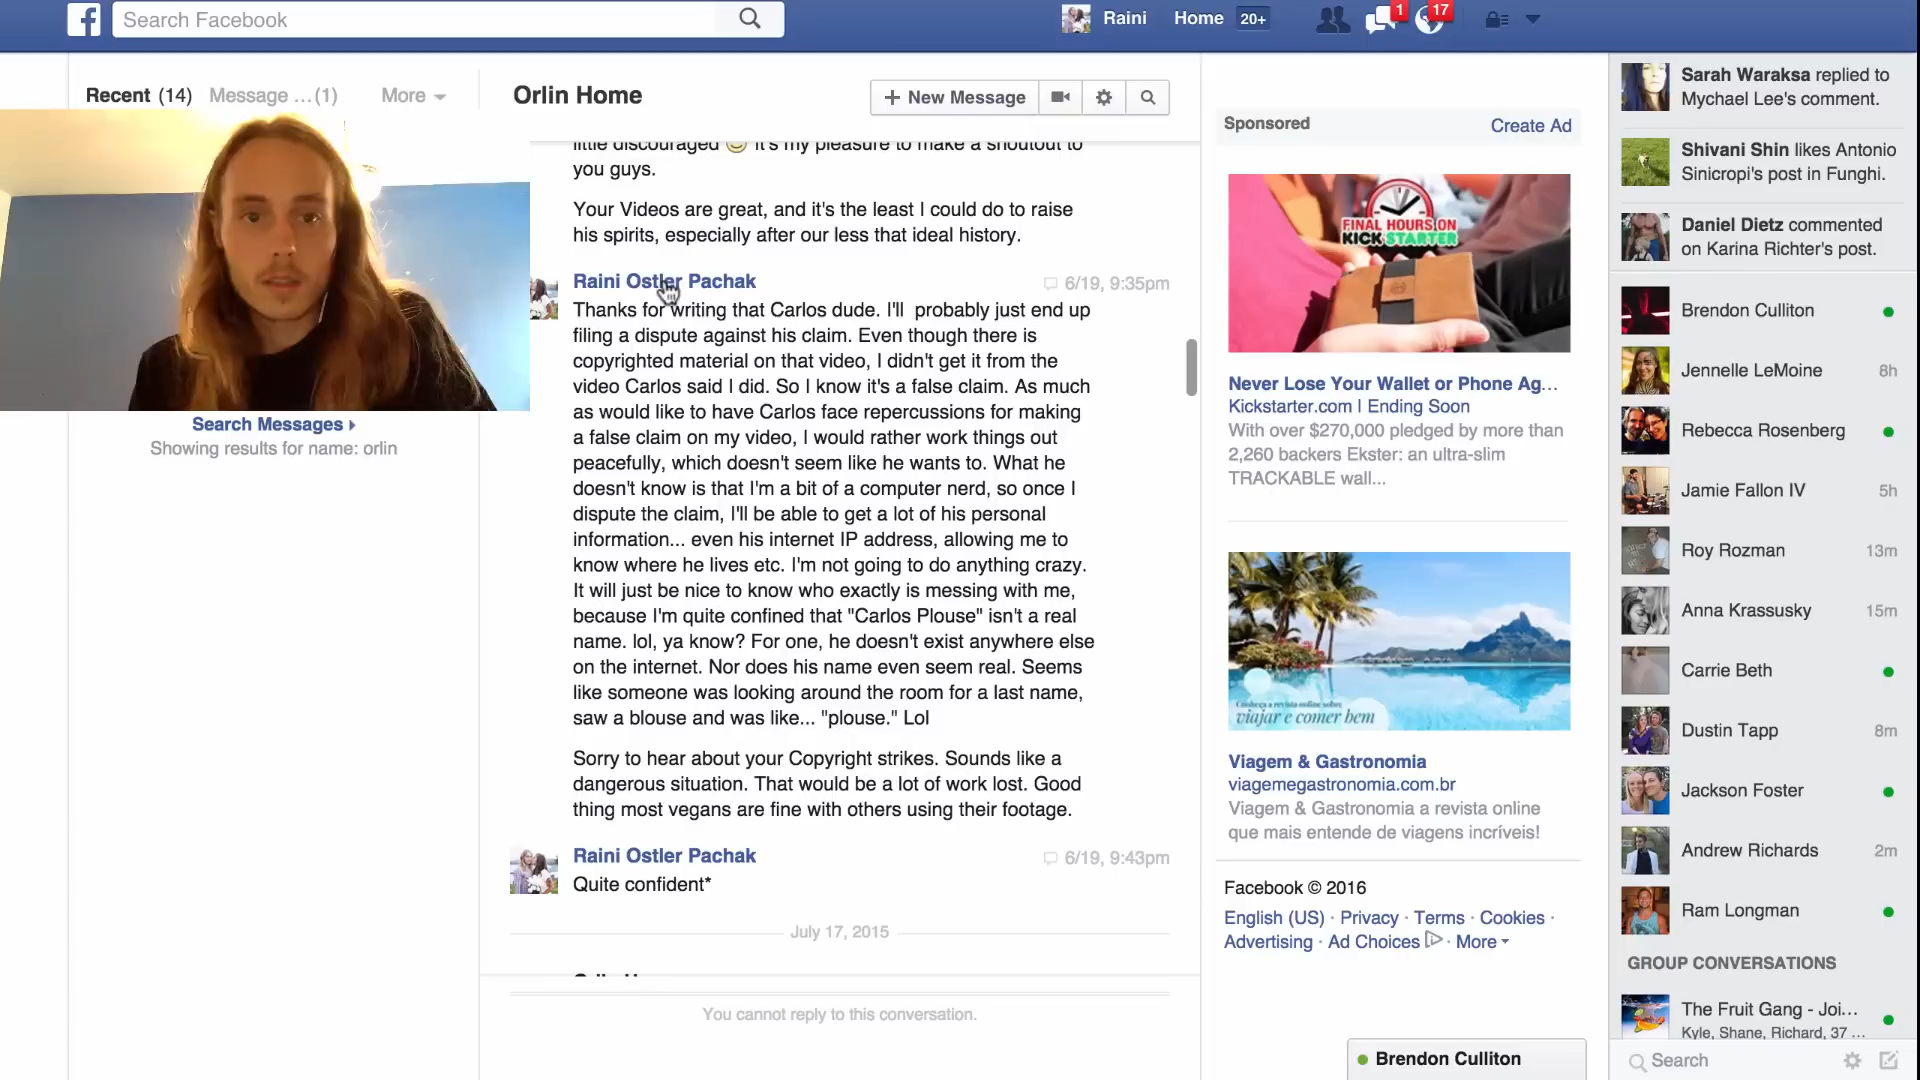 Search Facebook
Raini
Home
20+
1
17
Recent (14)
Message ... (1)
More
Orlin Home
+ New Message
little discouraged 🙂 It's my pleasure to make a shoutout to
you guys.
Your Videos are great, and it's the least I could do to raise
his spirits, especially after our less that ideal history.
Raini Ostler Pachak
6/19, 9:35pm
Thanks for writing that Carlos dude. I'll  probably just end up
filing a dispute against his claim. Even though there is
copyrighted material on that video, I didn't get it from the
video Carlos said I did. So I know it's a false claim. As much
as would like to have Carlos face repercussions for making
a false claim on my video, I would rather work things out
peacefully, which doesn't seem like he wants to. What he
doesn't know is that I'm a bit of a computer nerd, so once I
dispute the claim, I'll be able to get a lot of his personal
information... even his internet IP address, allowing me to
know where he lives etc. I'm not going to do anything crazy.
It will just be nice to know who exactly is messing with me,
because I'm quite confined that "Carlos Plouse" isn't a real
name. lol, ya know? For one, he doesn't exist anywhere else
on the internet. Nor does his name even seem real. Seems
like someone was looking around the room for a last name,
saw a blouse and was like... "plouse." Lol
Sorry to hear about your Copyright strikes. Sounds like a
dangerous situation. That would be a lot of work lost. Good
thing most vegans are fine with others using their footage.
Raini Ostler Pachak
6/19, 9:43pm
Quite confident*
July 17, 2015
You cannot reply to this conversation.
Search Messages
Showing results for name: orlin
Sponsored
Create Ad
FINAL HOURS ON
KICKSTARTER
Never Lose Your Wallet or Phone Ag...
Kickstarter.com | Ending Soon
With over $270,000 pledged by more than
2,260 backers Ekster: an ultra-slim
TRACKABLE wall...
Conheça a revista online sobre
viajar e comer bem
Viagem & Gastronomia
viagemegastronomia.com.br
Viagem & Gastronomia a revista online
que mais entende de viagens incríveis!
Facebook © 2016
English (US) · Privacy · Terms · Cookies ·
Advertising · Ad Choices · More
Sarah Waraksa replied to
Mychael Lee's comment.
Shivani Shin likes Antonio
Sinicropi's post in Funghi.
Daniel Dietz commented
on Karina Richter's post.
Brendon Culliton
Jennelle LeMoine 8h
Rebecca Rosenberg
Jamie Fallon IV 5h
Roy Rozman 13m
Anna Krassusky 15m
Carrie Beth
Dustin Tapp 8m
Jackson Foster
Andrew Richards 2m
Ram Longman
GROUP CONVERSATIONS
The Fruit Gang - Joi...
Kyle, Shane, Richard, 37 ...
Search
Brendon Culliton